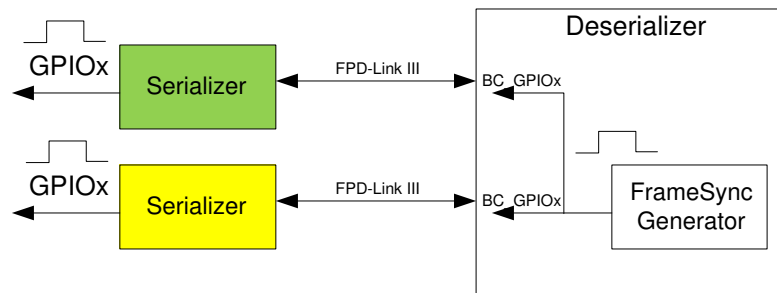 Deserializer
GPIOx
Serializer
FPD-Link III
BC_GPIOx
GPIOx
Serializer
FPD-Link III
BC_GPIOx
FrameSync
Generator